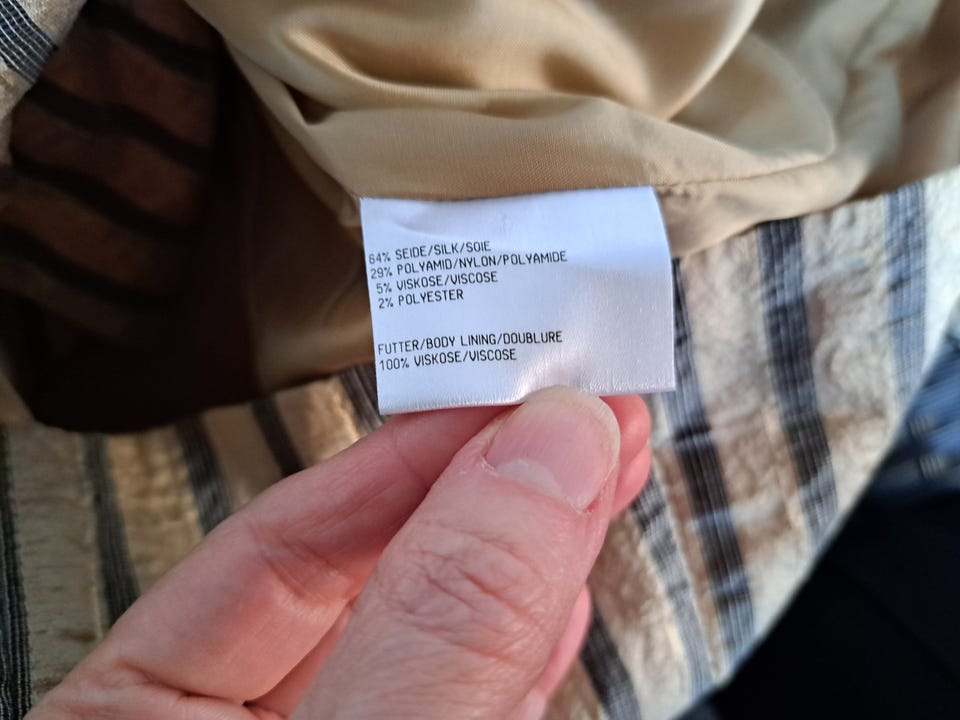 64% SEIDE/SILK/SOIE
29% POLYAMID/NYLON/POLYAMIDE
5% VISKOSE/VISCOSE
2% POLYESTER
FUTTER/BODY LINING/DOUBLURE
100% VISKOSE/VISCOSE